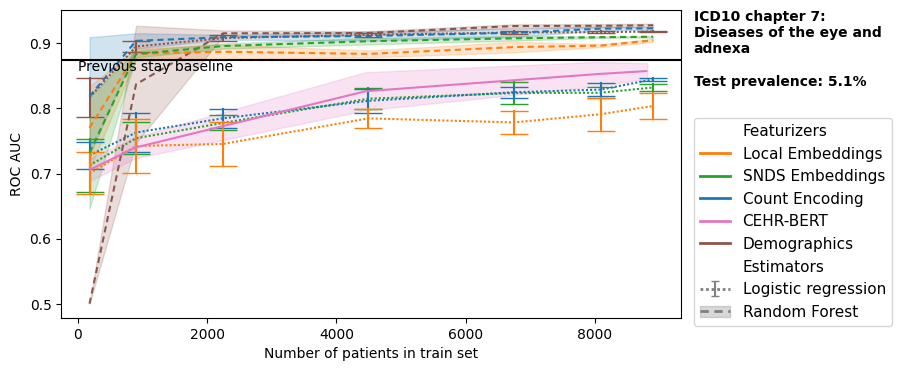 ICD10 chapter 7:
Diseases of the eye and
adnexa
Test prevalence: 5.1%
0.9
0.8
0.7
0.6
0.5
ROC AUC
Previous stay baseline
0
2000
4000
6000
8000
Number of patients in train set
Featurizers
Local Embeddings
SNDS Embeddings
Count Encoding
CEHR-BERT
Demographics
Estimators
Logistic regression
Random Forest